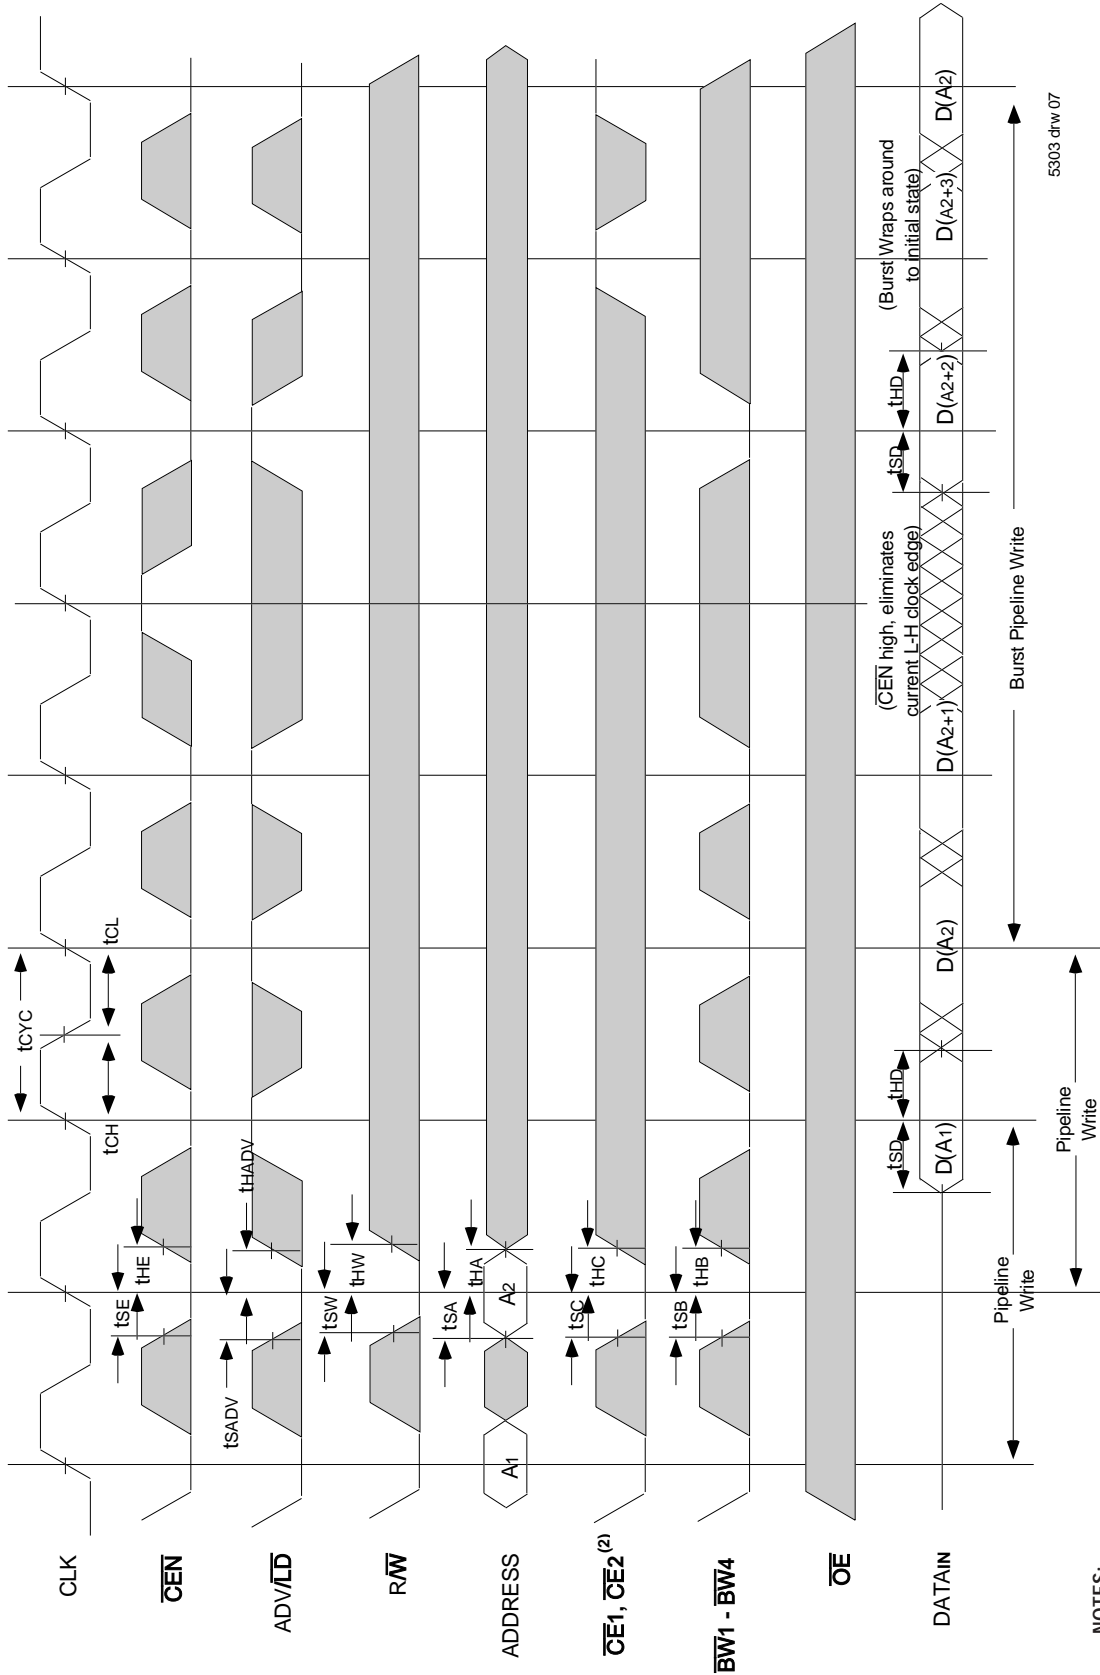 tCYC
tCH
tCL
CLK
tSE
tHE
CEN
tSADV
tHADV
ADV/LD
tSW
tHW
R/W
tSA
tHA
A1
A2
ADDRESS
tSC
tHC
CE1, CE2(2)
tSB
tHB
BW1 - BW4
OE
(CEN high, eliminates
current L-H clock edge)
(Burst Wraps around
to initial state)
tSD
tHD
tSD
tHD
D(A1)
D(A2)
D(A2+1)
D(A2+2)
D(A2+3)
D(A2)
DATAIN
Pipeline
Write
Burst Pipeline Write
Pipeline
Write
5303 drw 07
NOTES: